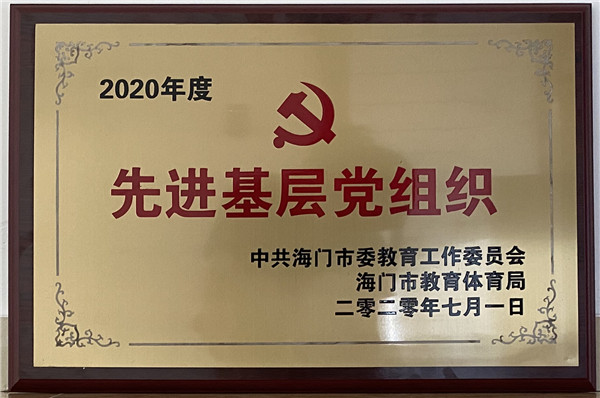 2020年度
先进基层党组织
中共海门市委教育工作委员会
海门市教育体育局
二零二零年七月一日